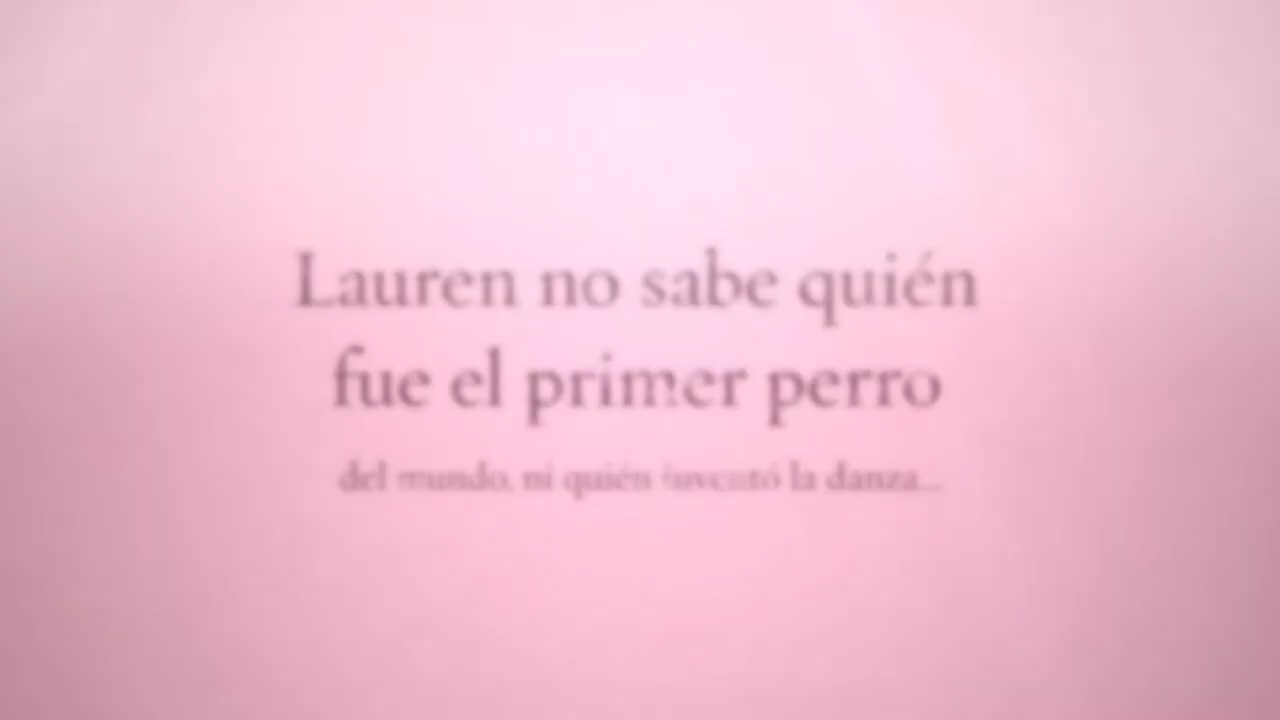 Lauren no sabe quién
fue el primer perro
del mundo, ni quién inventó la danza...